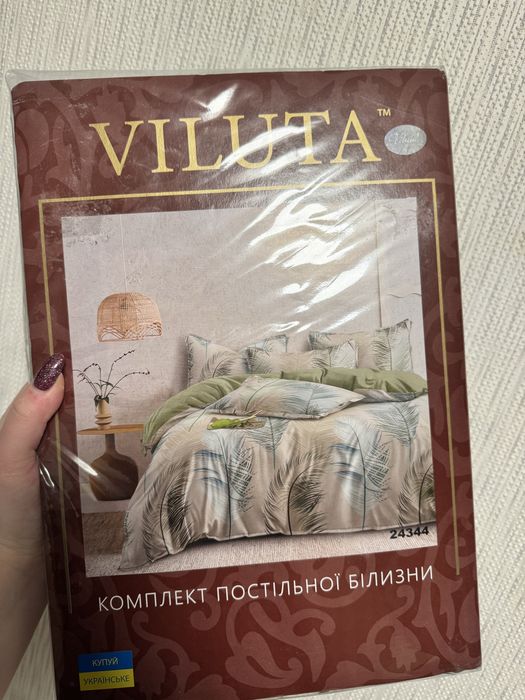 VILUTA™
24344
КОМПЛЕКТ ПОСТІЛЬНОЇ БІЛИЗНИ
КУПУЙ
УКРАЇНСЬКЕ